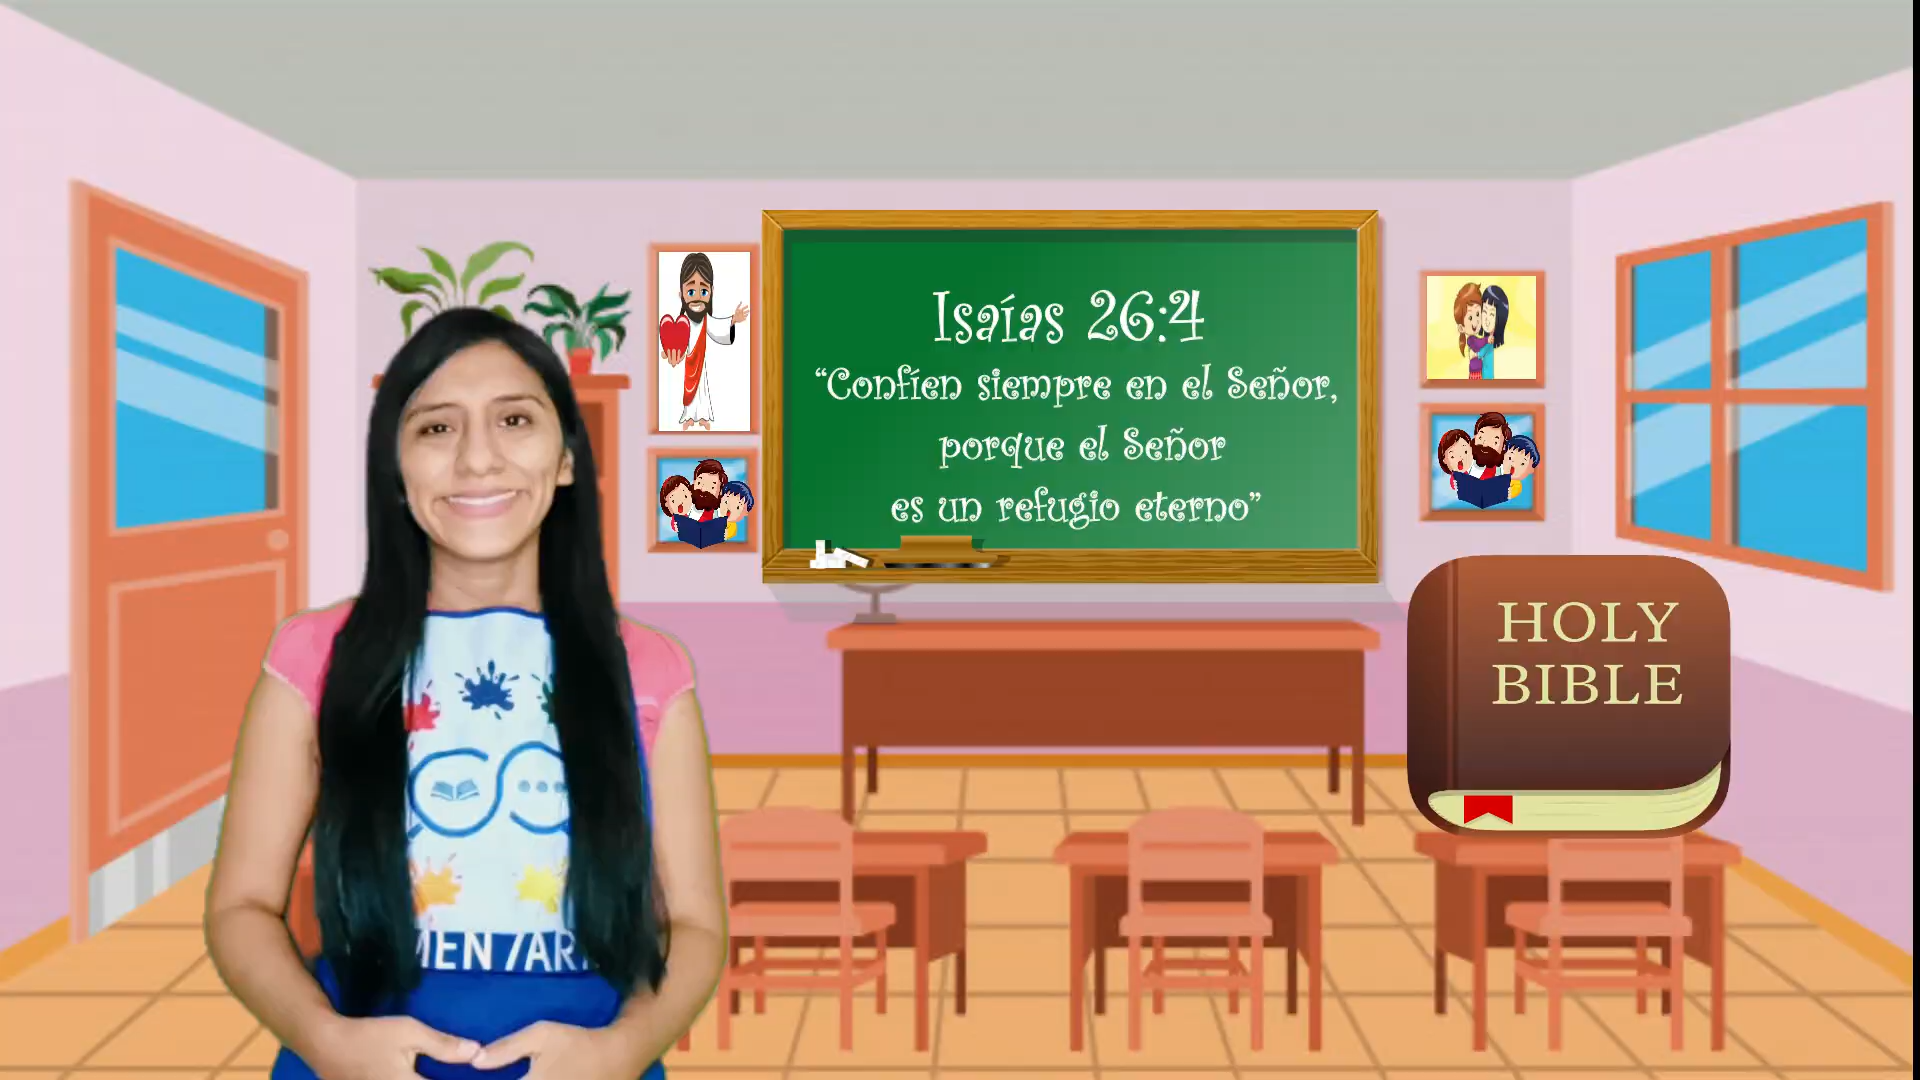 Isaías 26:4
“Confíen siempre en el Señor,
porque el Señor
es un refugio eterno”
HOLY
BIBLE